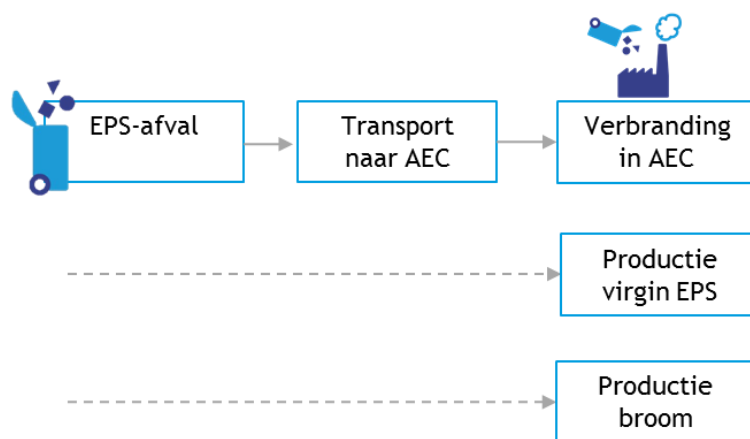 EPS-afval
Transport
naar AEC
Verbranding
in AEC
Productie
virgin EPS
Productie
broom